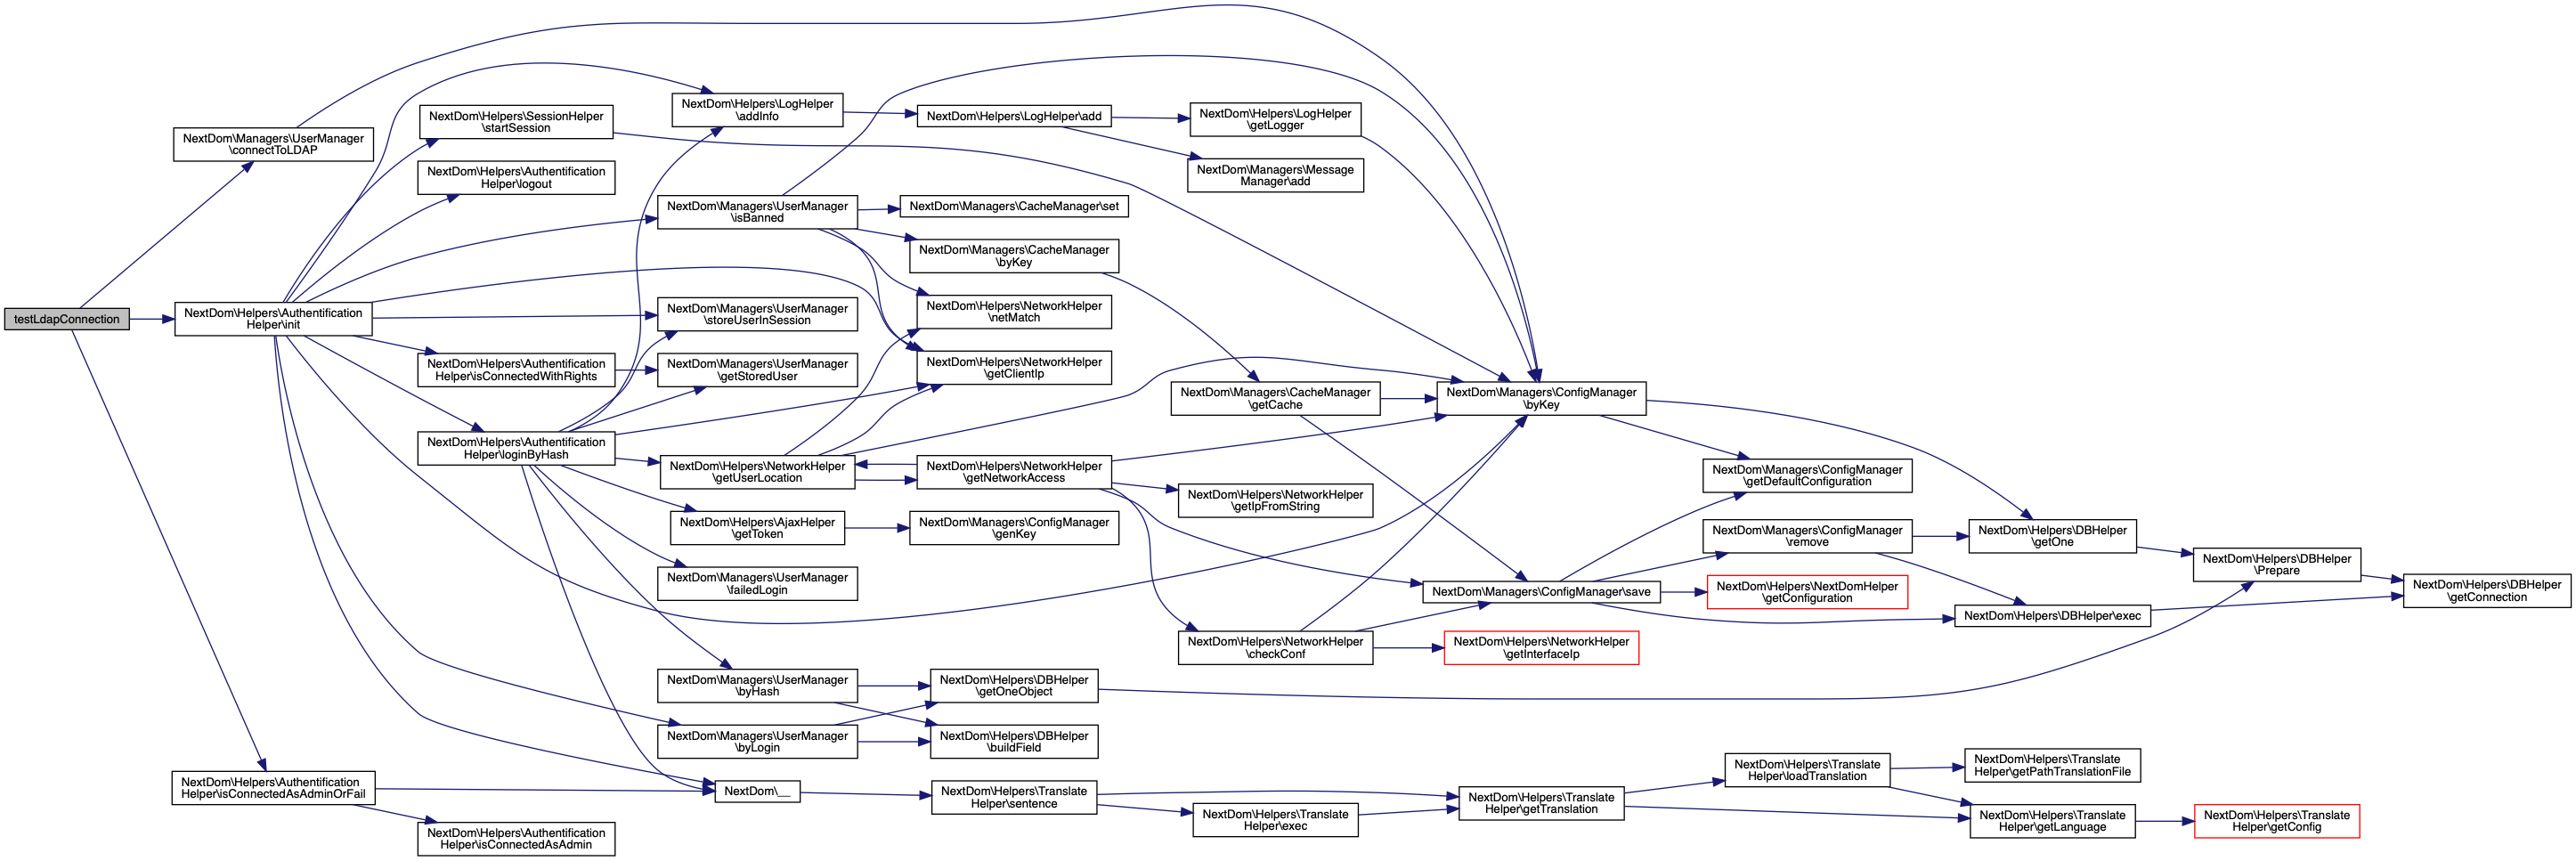 testLdapConnection
NextDom\Managers\UserManager
\connectToLDAP
NextDom\Helpers\Authentification
Helper\init
NextDom\Helpers\Authentification
Helper\isConnectedAsAdminOrFail
NextDom\Helpers\SessionHelper
\startSession
NextDom\Helpers\Authentification
Helper\logout
NextDom\Helpers\Authentification
Helper\isConnectedWithRights
NextDom\Helpers\Authentification
Helper\loginByHash
NextDom\Helpers\Authentification
Helper\isConnectedAsAdmin
NextDom\Helpers\LogHelper
\addInfo
NextDom\Managers\UserManager
\isBanned
NextDom\Managers\UserManager
\storeUserInSession
NextDom\Managers\UserManager
\getStoredUser
NextDom\Helpers\NetworkHelper
\getUserLocation
NextDom\Helpers\AjaxHelper
\getToken
NextDom\Managers\UserManager
\failedLogin
NextDom\Managers\UserManager
\byHash
NextDom\Managers\UserManager
\byLogin
NextDom\__
NextDom\Helpers\LogHelper\add
NextDom\Managers\CacheManager\set
NextDom\Managers\CacheManager
\byKey
NextDom\Helpers\NetworkHelper
\netMatch
NextDom\Helpers\NetworkHelper
\getClientIp
NextDom\Helpers\NetworkHelper
\getNetworkAccess
NextDom\Managers\ConfigManager
\genKey
NextDom\Helpers\DBHelper
\getOneObject
NextDom\Helpers\DBHelper
\buildField
NextDom\Helpers\Translate
Helper\sentence
NextDom\Helpers\LogHelper
\getLogger
NextDom\Managers\Message
Manager\add
NextDom\Managers\CacheManager
\getCache
NextDom\Helpers\NetworkHelper
\getIpFromString
NextDom\Helpers\NetworkHelper
\checkConf
NextDom\Helpers\Translate
Helper\exec
NextDom\Managers\ConfigManager
\byKey
NextDom\Managers\ConfigManager\save
NextDom\Helpers\NetworkHelper
\getInterfaceIp
NextDom\Helpers\Translate
Helper\getTranslation
NextDom\Managers\ConfigManager
\getDefaultConfiguration
NextDom\Managers\ConfigManager
\remove
NextDom\Helpers\NextDomHelper
\getConfiguration
NextDom\Helpers\Translate
Helper\loadTranslation
NextDom\Helpers\DBHelper
\getOne
NextDom\Helpers\DBHelper\exec
NextDom\Helpers\Translate
Helper\getPathTranslationFile
NextDom\Helpers\Translate
Helper\getLanguage
NextDom\Helpers\DBHelper
\Prepare
NextDom\Helpers\Translate
Helper\getConfig
NextDom\Helpers\DBHelper
\getConnection